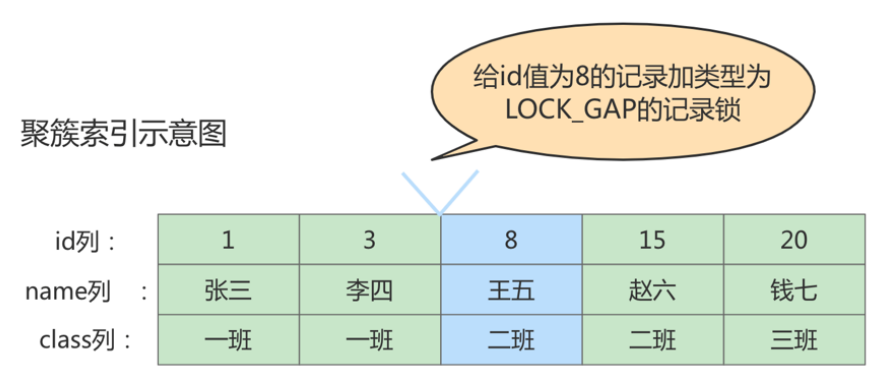 给id值为8的记录加类型为
LOCK_GAP的记录锁
聚簇索引示意图
id列： 1 3 8 15 20
name列 ： 张三 李四 王五 赵六 钱七
class列： 一班 一班 二班 二班 三班